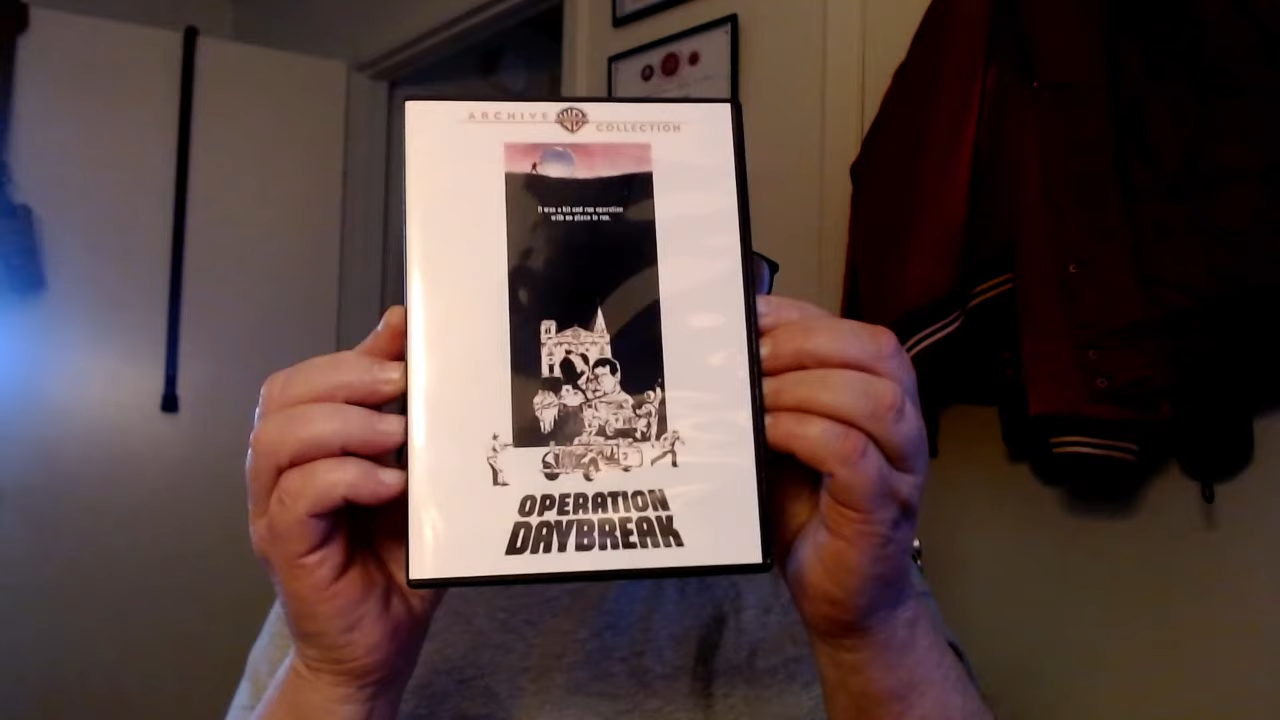 ARCHIVE WB COLLECTION
It was a hit and run operation
with no place to run.
OPERATION
DAYBREAK